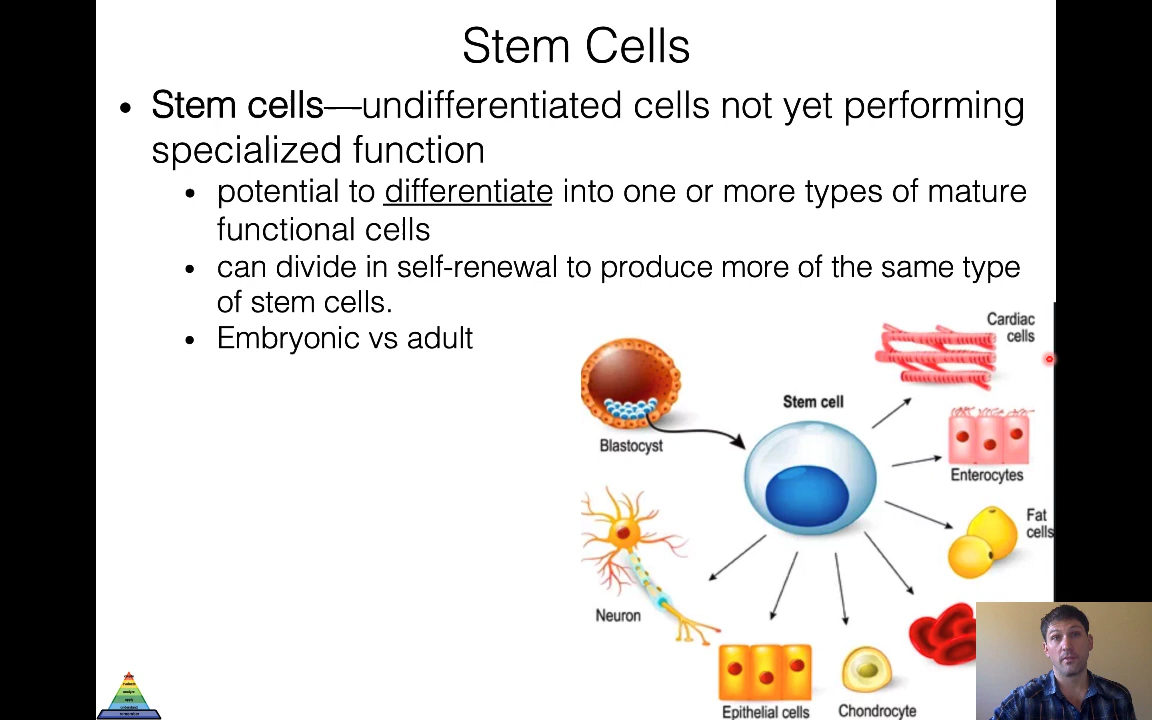 Stem Cells
• Stem cells—undifferentiated cells not yet performing
specialized function
• potential to differentiate into one or more types of mature
functional cells
• can divide in self-renewal to produce more of the same type
of stem cells.
• Embryonic vs adult
Cardiac
cells
Stem cell
Blastocyst
Enterocytes
Fat
cells
Neuron
Epithelial cells
Chondrocyte